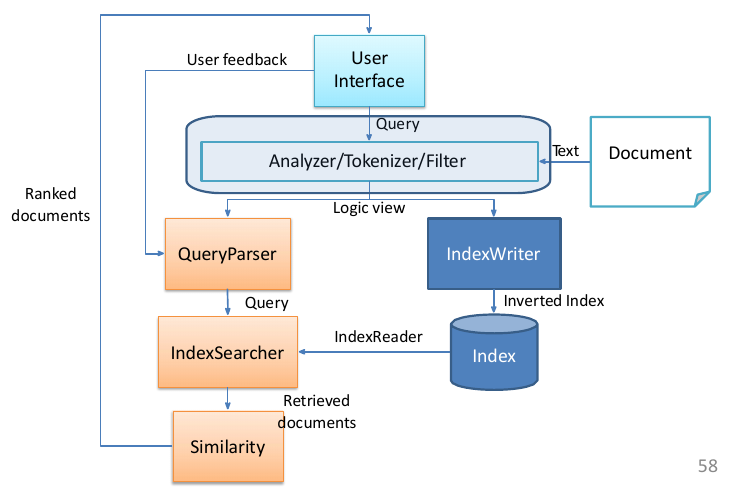 User
Interface
User feedback
Query
Analyzer/Tokenizer/Filter
Text
Document
Ranked
documents
Logic view
QueryParser
IndexWriter
Query
Inverted Index
IndexSearcher
IndexReader
Index
Retrieved
documents
Similarity
58